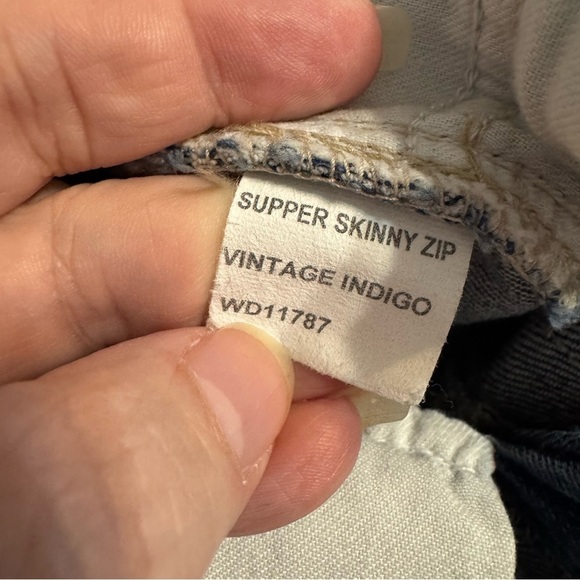 SUPPER SKINNY ZIP
VINTAGE INDIGO
WD11787